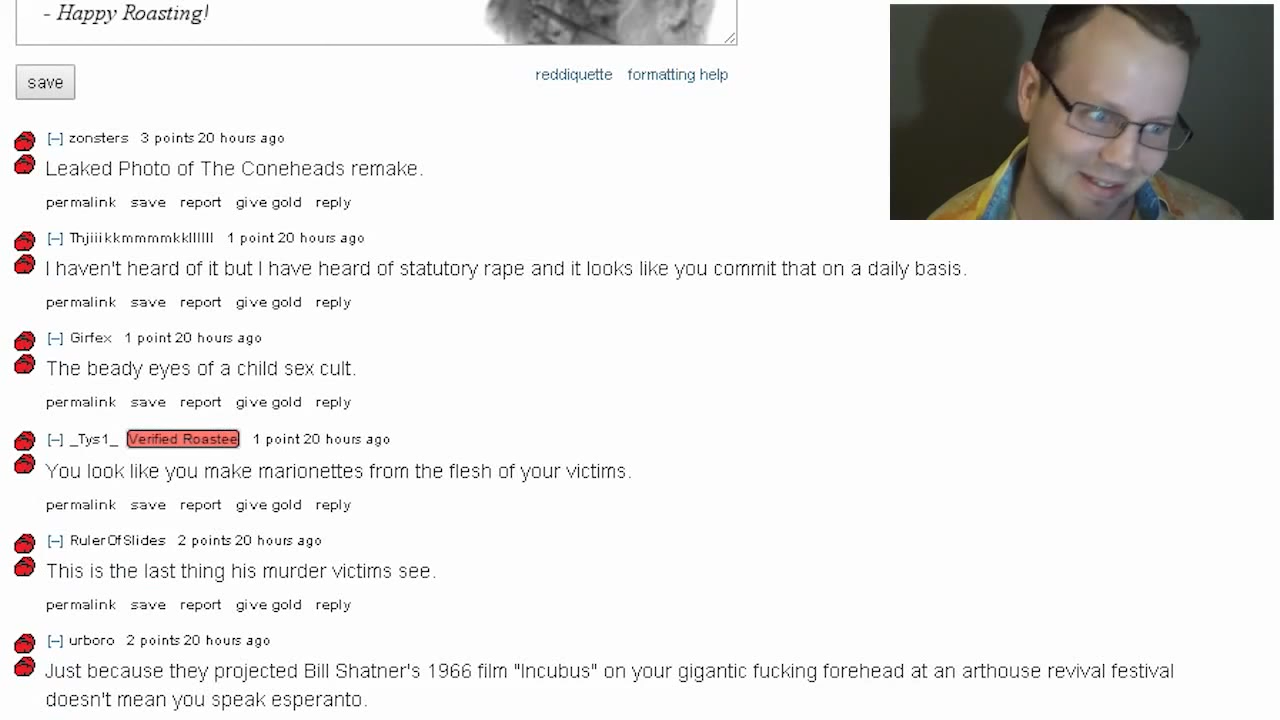 - Happy Roasting!
save
reddiquette formatting help
[–] zonsters 3 points 20 hours ago
Leaked Photo of The Coneheads remake.
permalink save report give gold reply
[–] Thjiiiikkmmmmkkllllll 1 point 20 hours ago
I haven't heard of it but I have heard of statutory rape and it looks like you commit that on a daily basis.
permalink save report give gold reply
[–] Girfex 1 point 20 hours ago
The beady eyes of a child sex cult.
permalink save report give gold reply
[–] _Tys1_ Verified Roastee 1 point 20 hours ago
You look like you make marionettes from the flesh of your victims.
permalink save report give gold reply
[–] RulerOfSlides 2 points 20 hours ago
This is the last thing his murder victims see.
permalink save report give gold reply
[–] urboro 2 points 20 hours ago
Just because they projected Bill Shatner's 1966 film "Incubus" on your gigantic fucking forehead at an arthouse revival festival
doesn't mean you speak esperanto.